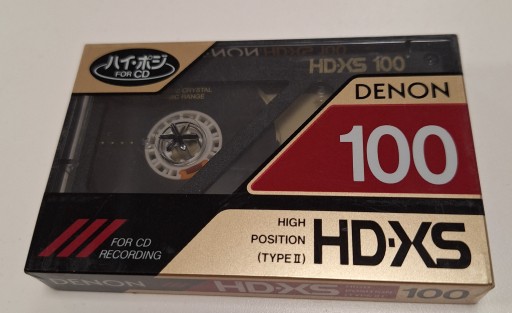 ハイ・ポジ
FOR CD
HD·XS 100
DENON
100
HIGH
POSITION
(TYPE II)
HD·XS
FOR CD
RECORDING
DENON
HD·XS
100